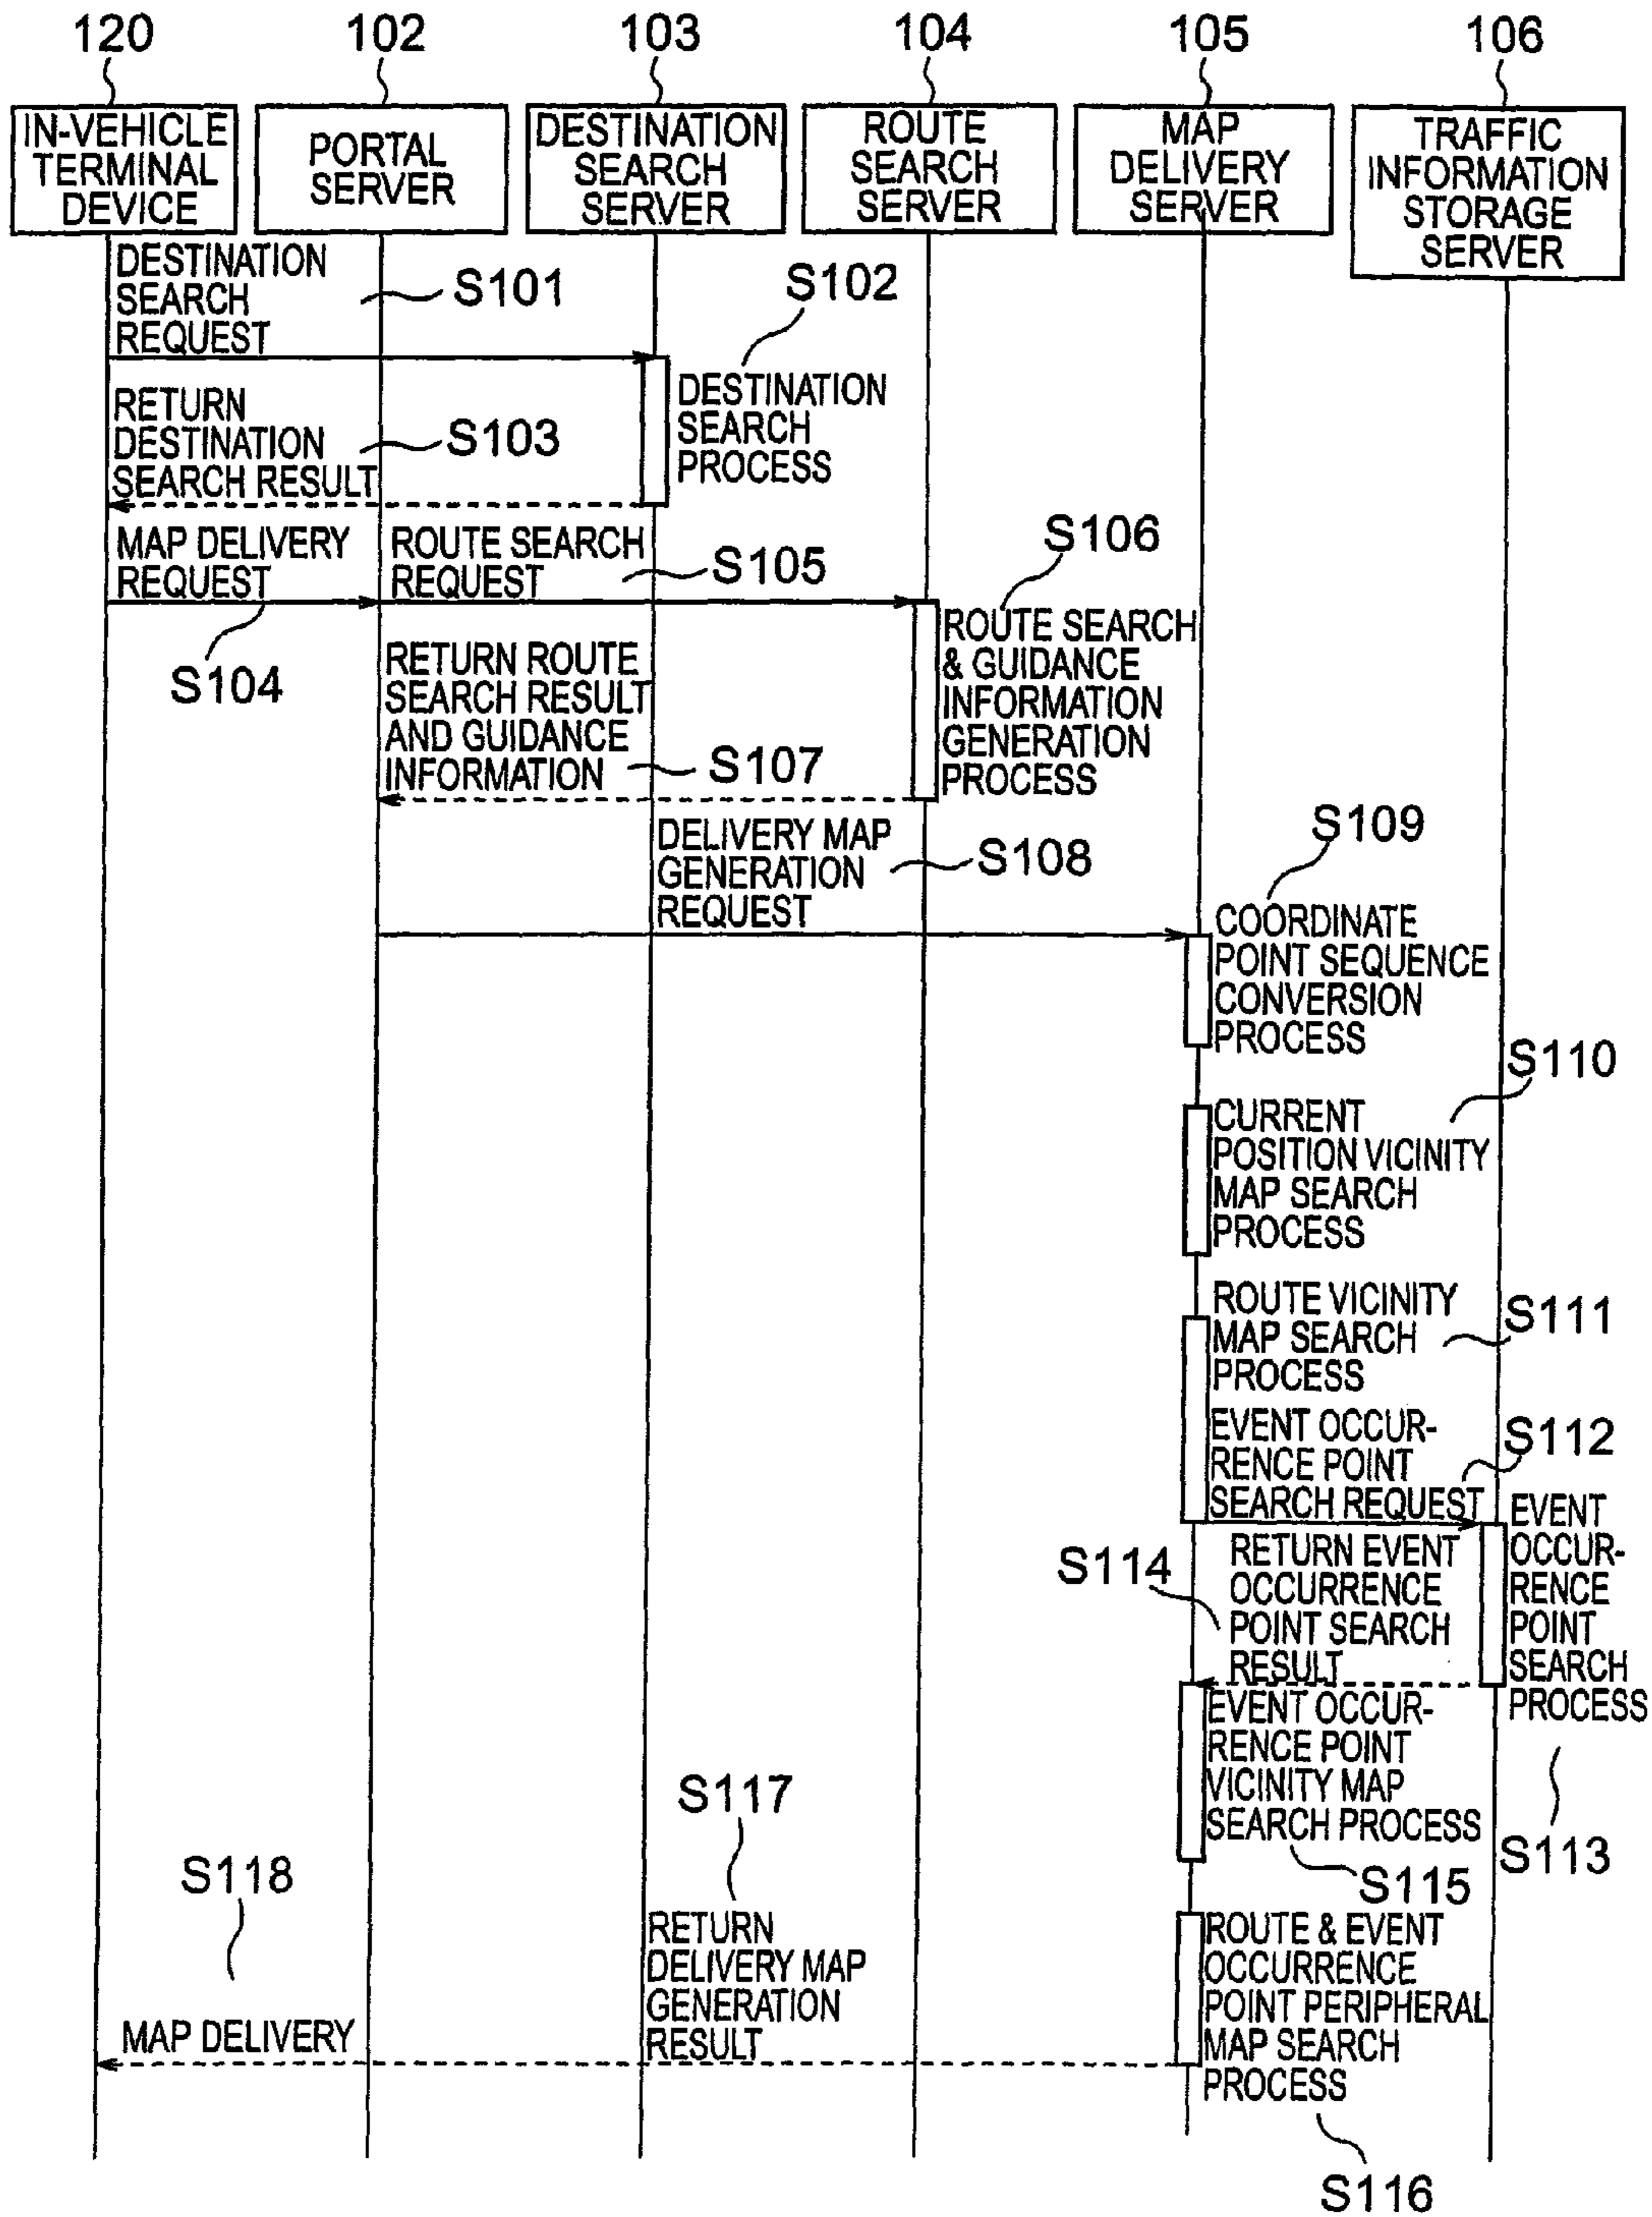 120
102
103
104
105
106
IN-VEHICLE
TERMINAL
DEVICE
PORTAL
SERVER
DESTINATION
SEARCH
SERVER
ROUTE
SEARCH
SERVER
MAP
DELIVERY
SERVER
TRAFFIC
INFORMATION
STORAGE
SERVER
DESTINATION
SEARCH
REQUEST
S101
S102
DESTINATION
SEARCH
PROCESS
RETURN
DESTINATION
SEARCH RESULT
S103
MAP DELIVERY
REQUEST
S104
ROUTE SEARCH
REQUEST
S105
S106
ROUTE SEARCH
& GUIDANCE
INFORMATION
GENERATION
PROCESS
RETURN ROUTE
SEARCH RESULT
AND GUIDANCE
INFORMATION
S107
DELIVERY MAP
GENERATION
REQUEST
S108
S109
COORDINATE
POINT SEQUENCE
CONVERSION
PROCESS
S110
CURRENT
POSITION VICINITY
MAP SEARCH
PROCESS
ROUTE VICINITY
MAP SEARCH
PROCESS
S111
EVENT OCCUR-
RENCE POINT
SEARCH REQUEST
S112
EVENT
OCCUR-
RENCE
POINT
SEARCH
PROCESS
S113
S114
RETURN EVENT
OCCURRENCE
POINT SEARCH
RESULT
EVENT OCCUR-
RENCE POINT
VICINITY MAP
SEARCH PROCESS
S115
S117
RETURN
DELIVERY MAP
GENERATION
RESULT
S118
MAP DELIVERY
ROUTE & EVENT
OCCURRENCE
POINT PERIPHERAL
MAP SEARCH
PROCESS
S116